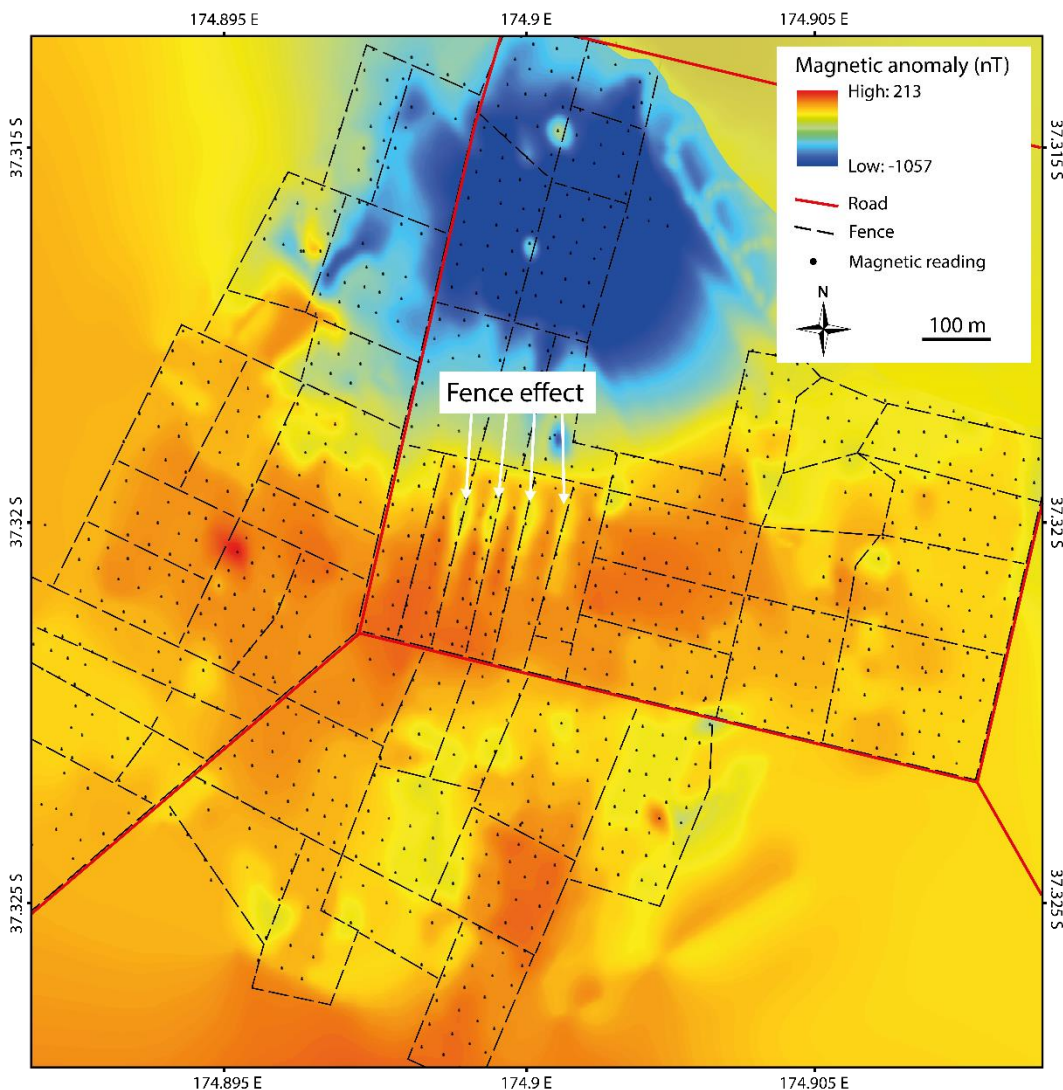 174.895 E
174.9 E
174.905 E
Magnetic anomaly (nT)
High: 213
Low: -1057
Road
Fence
Magnetic reading
N
100 m
37.315 S
37.315 S
Fence effect
37.32 S
37.32 S
37.325 S
37.325 S
174.895 E
174.9 E
174.905 E